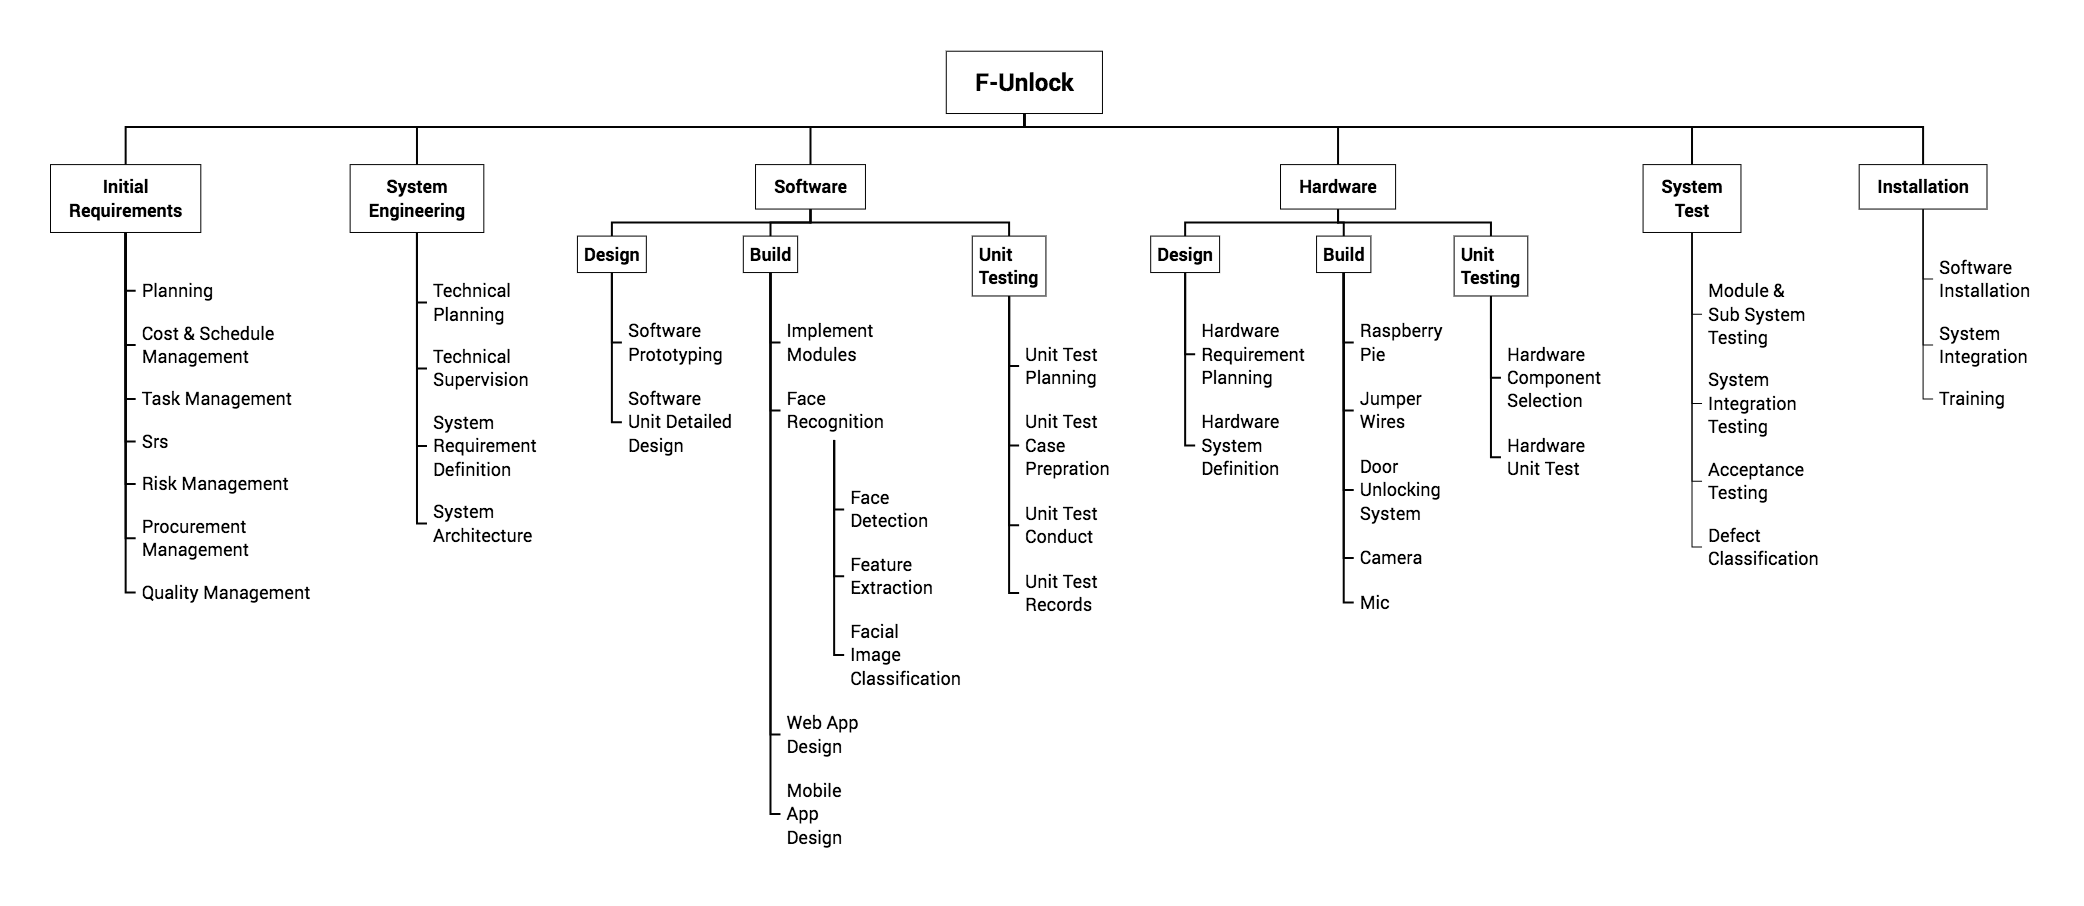 F-Unlock
Initial
Requirements
Planning
Cost & Schedule
Management
Task Management
Srs
Risk Management
Procurement
Management
Quality Management
System
Engineering
Technical
Planning
Technical
Supervision
System
Requirement
Definition
System
Architecture
Software
Design
Software
Prototyping
Software
Unit Detailed
Design
Build
Implement
Modules
Face
Recognition
Face
Detection
Feature
Extraction
Facial
Image
Classification
Web App
Design
Mobile
App
Design
Unit
Testing
Unit Test
Planning
Unit Test
Case
Prepration
Unit Test
Conduct
Unit Test
Records
Hardware
Design
Hardware
Requirement
Planning
Hardware
System
Definition
Build
Raspberry
Pie
Jumper
Wires
Door
Unlocking
System
Camera
Mic
Unit
Testing
Hardware
Component
Selection
Hardware
Unit Test
System
Test
Module &
Sub System
Testing
System
Integration
Testing
Acceptance
Testing
Defect
Classification
Installation
Software
Installation
System
Integration
Training